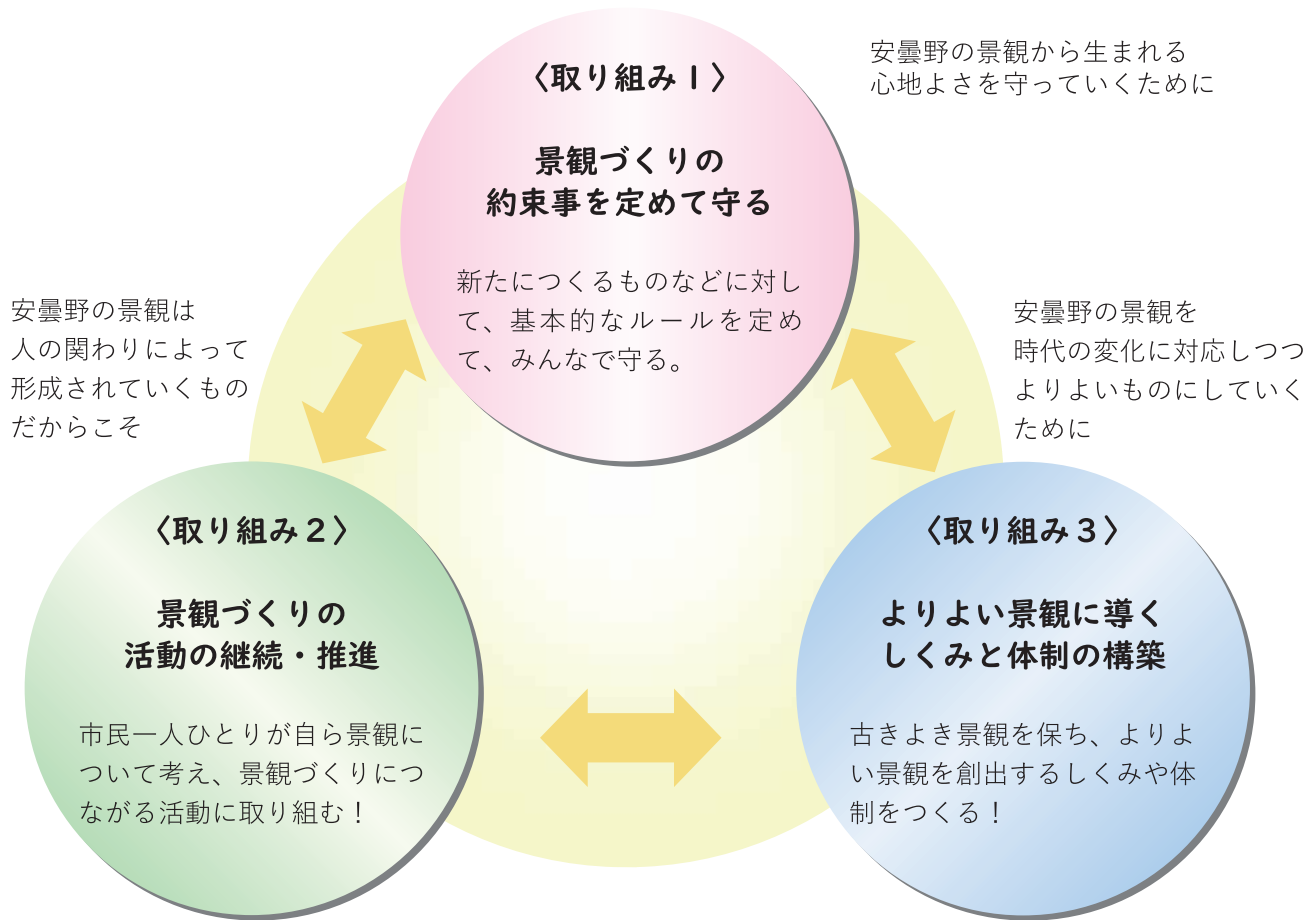 〈取り組み1〉
景観づくりの
約束事を定めて守る
新たにつくるものなどに対し
て、基本的なルールを定め
て、みんなで守る。
安曇野の景観から生まれる
心地よさを守っていくために
安曇野の景観は
人の関わりによって
形成されていくもの
だからこそ
安曇野の景観を
時代の変化に対応しつつ
よりよいものにしていく
ために
〈取り組み２〉
景観づくりの
活動の継続・推進
市民一人ひとりが自ら景観に
ついて考え、景観づくりにつ
ながる活動に取り組む！
〈取り組み３〉
よりよい景観に導く
しくみと体制の構築
古きよき景観を保ち、よりよ
い景観を創出するしくみや体
制をつくる！